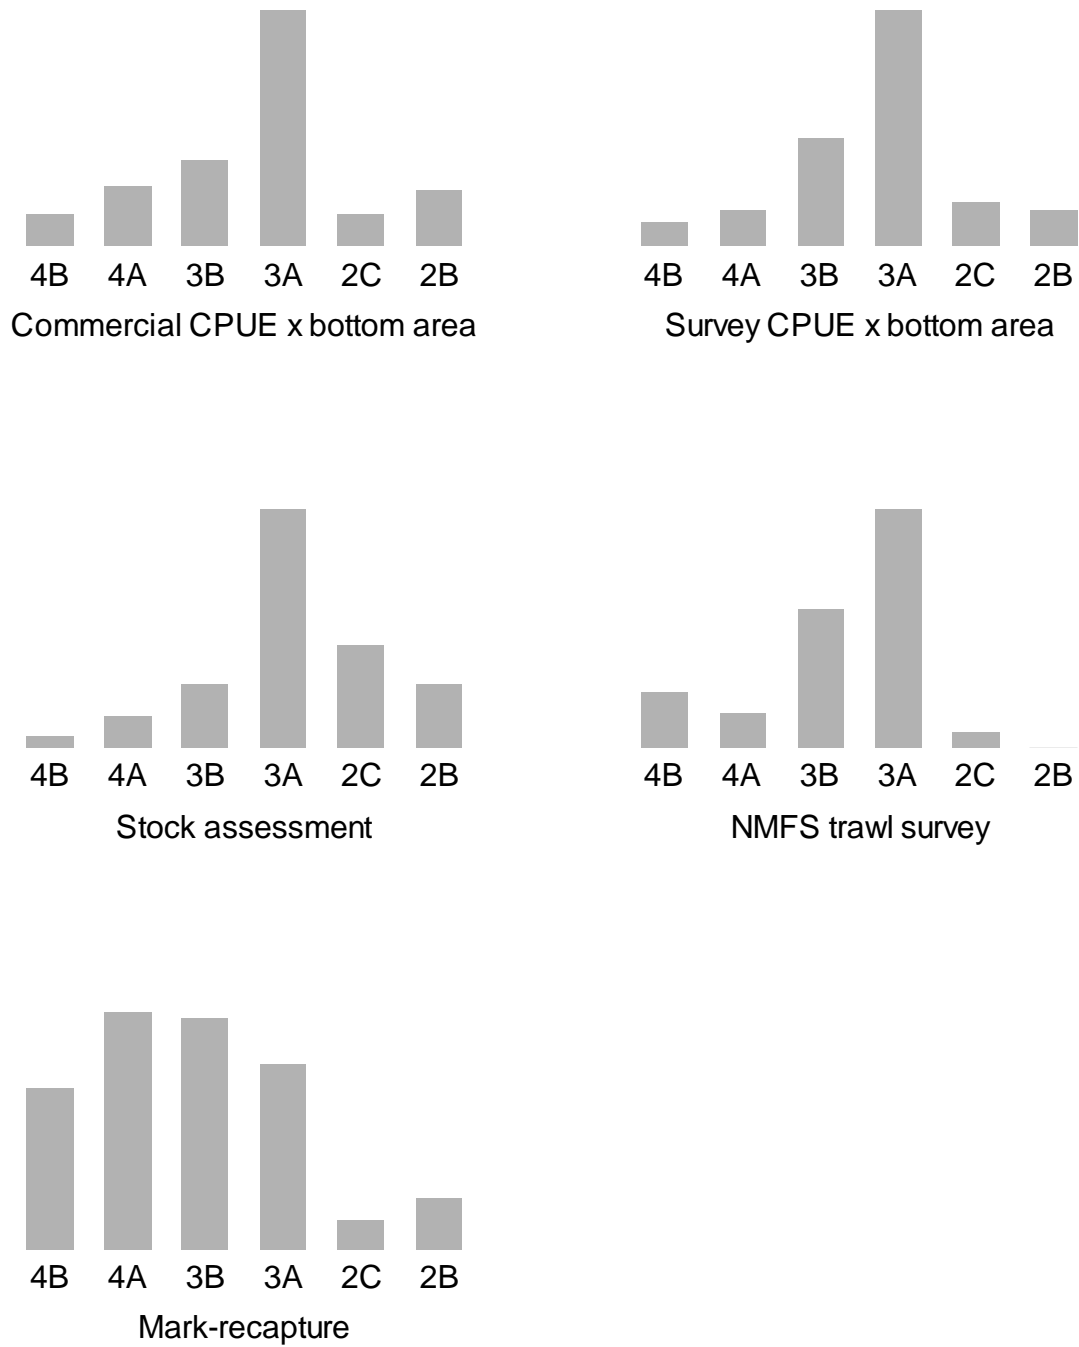 4B 4A 3B 3A 2C 2B
Commercial CPUE x bottom area
4B 4A 3B 3A 2C 2B
Survey CPUE x bottom area
4B 4A 3B 3A 2C 2B
Stock assessment
4B 4A 3B 3A 2C 2B
NMFS trawl survey
4B 4A 3B 3A 2C 2B
Mark-recapture